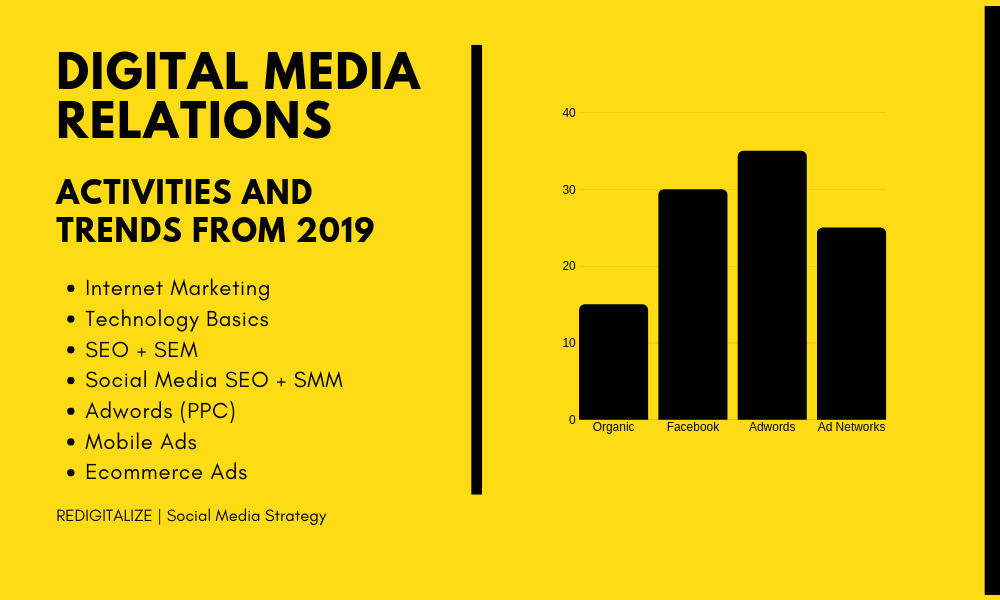 DIGITAL MEDIA
RELATIONS
ACTIVITIES AND
TRENDS FROM 2019
Internet Marketing
Technology Basics
SEO + SEM
Social Media SEO + SMM
Adwords (PPC)
Mobile Ads
Ecommerce Ads
REDIGITALIZE | Social Media Strategy
40
30
20
10
0
Organic Facebook Adwords Ad Networks